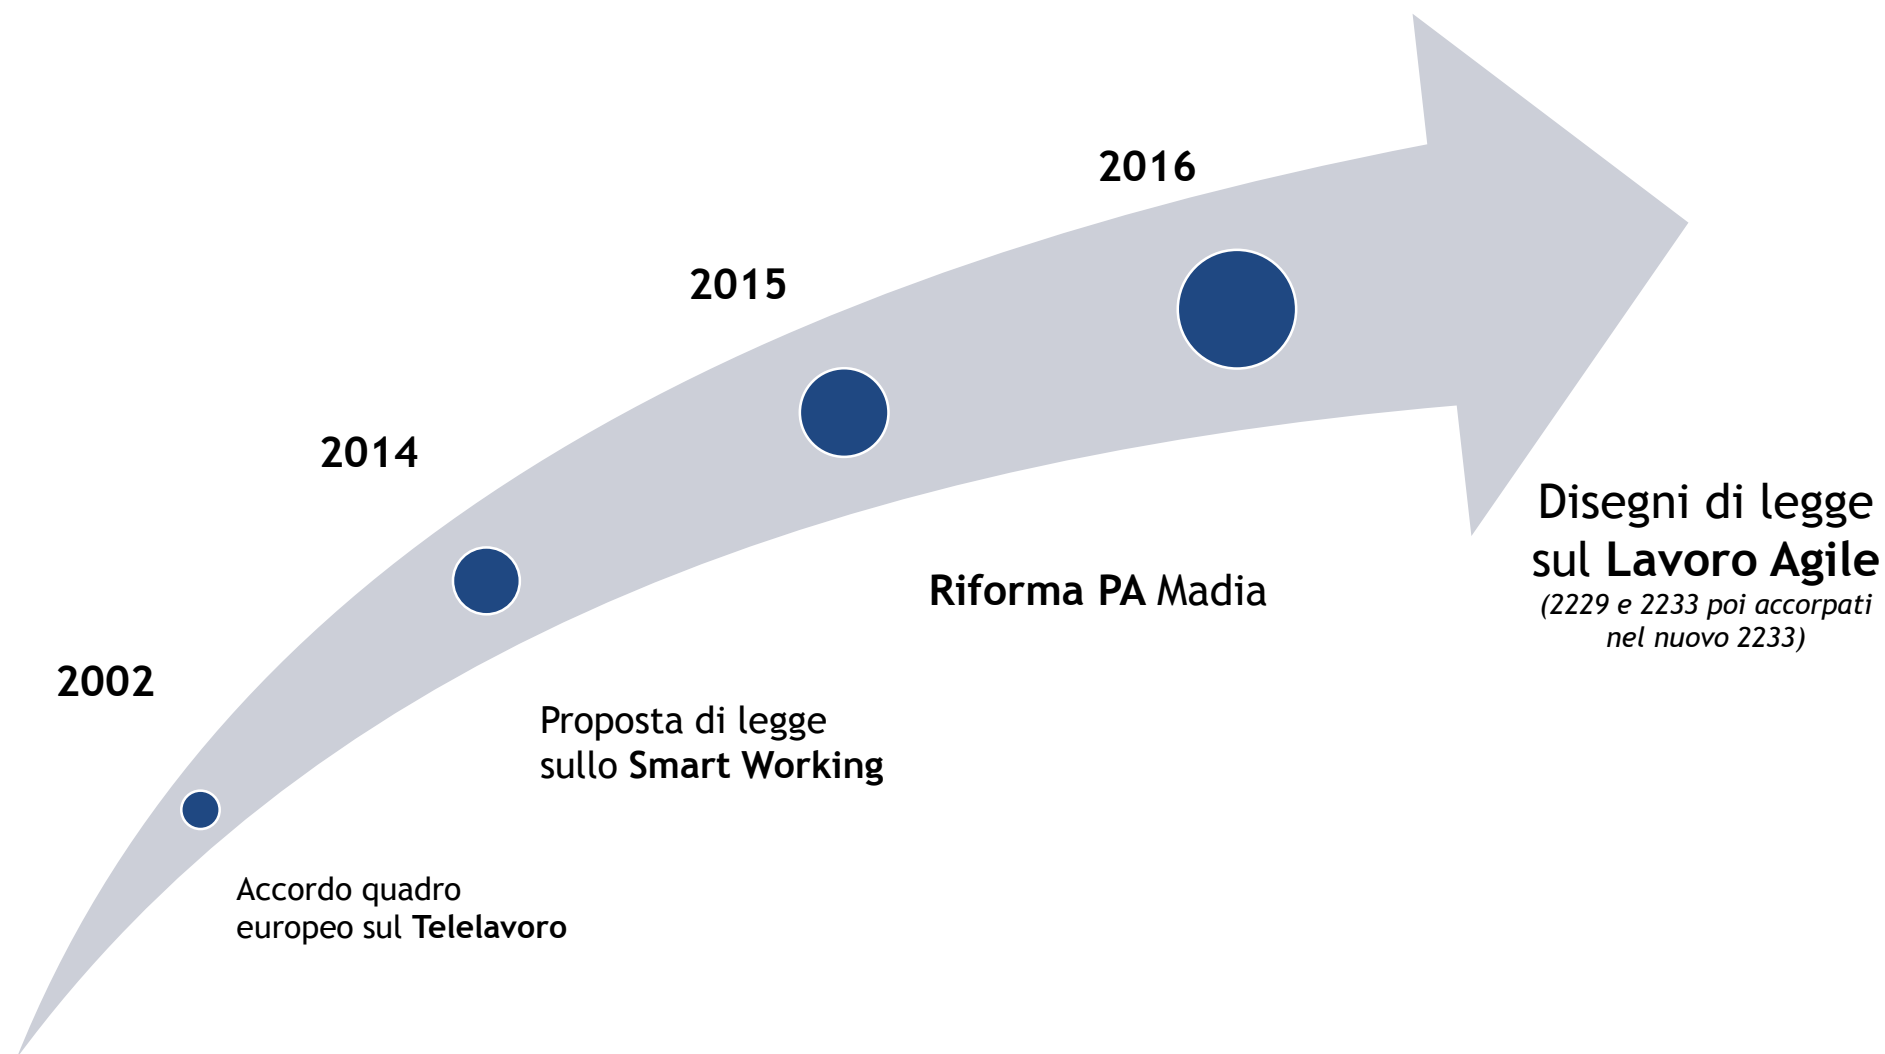 2002
Accordo quadro
europeo sul Telelavoro
2014
Proposta di legge
sullo Smart Working
2015
Riforma PA Madia
2016
Disegni di legge
sul Lavoro Agile
(2229 e 2233 poi accorpati
nel nuovo 2233)